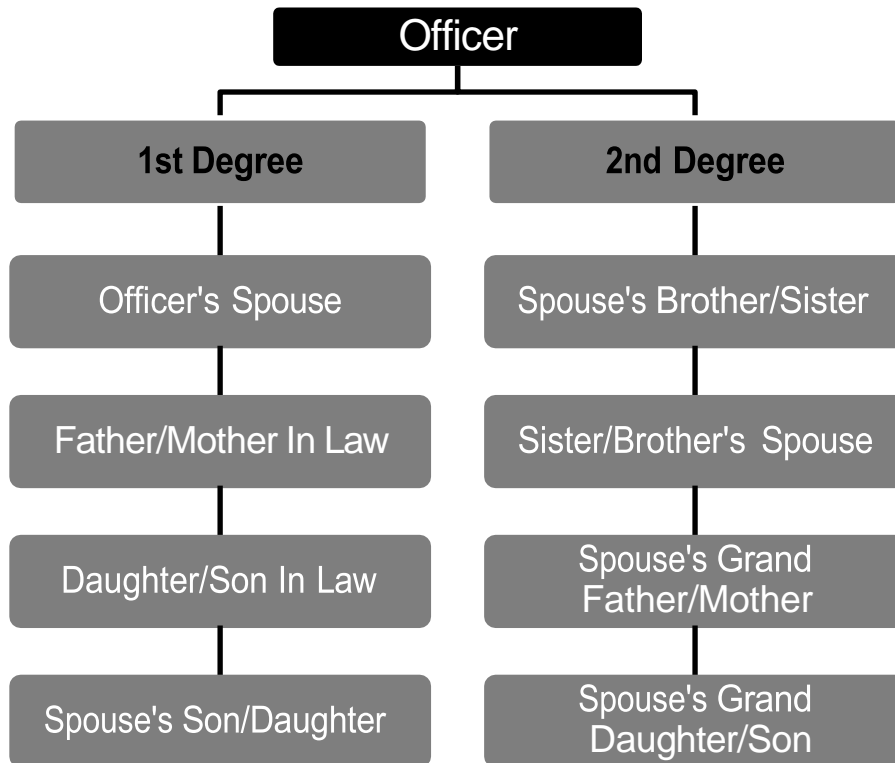 Officer
1st Degree
Officer's Spouse
Father/Mother In Law
Daughter/Son In Law
Spouse's Son/Daughter
2nd Degree
Spouse's Brother/Sister
Sister/Brother's Spouse
Spouse's Grand
Father/Mother
Spouse's Grand
Daughter/Son